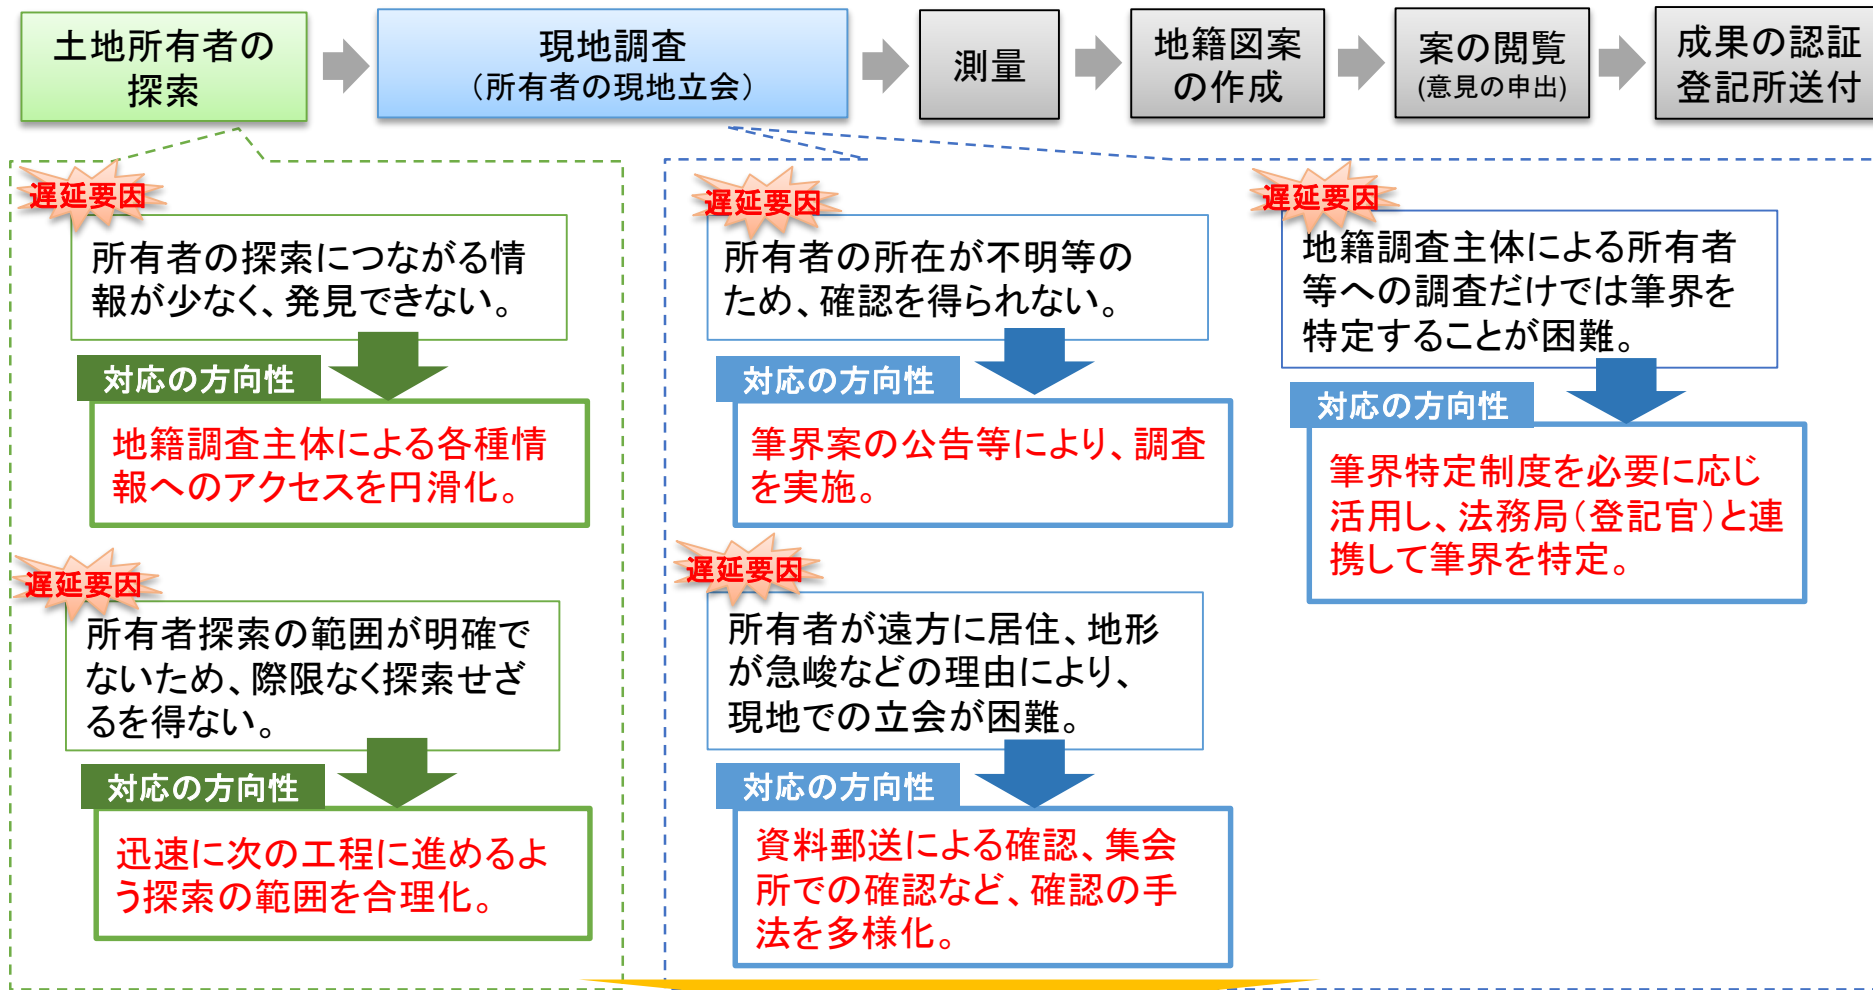 土地所有者の
探索
現地調査
(所有者の現地立会)
測量
地籍図案
の作成
案の閲覧
(意見の申出)
成果の認証
登記所送付
遅延要因
所有者の探索につながる情
報が少なく、発見できない。
対応の方向性
地籍調査主体による各種情
報へのアクセスを円滑化。
遅延要因
所有者探索の範囲が明確で
ないため、際限なく探索せざ
るを得ない。
対応の方向性
迅速に次の工程に進めるよ
う探索の範囲を合理化。
遅延要因
所有者の所在が不明等の
ため、確認を得られない。
対応の方向性
筆界案の公告等により、調査
を実施。
遅延要因
所有者が遠方に居住、地形
が急峻などの理由により、
現地での立会が困難。
対応の方向性
資料郵送による確認、集会
所での確認など、確認の手
法を多様化。
遅延要因
地籍調査主体による所有者
等への調査だけでは筆界を
特定することが困難。
対応の方向性
筆界特定制度を必要に応じ
活用し、法務局(登記官)と連
携して筆界を特定。